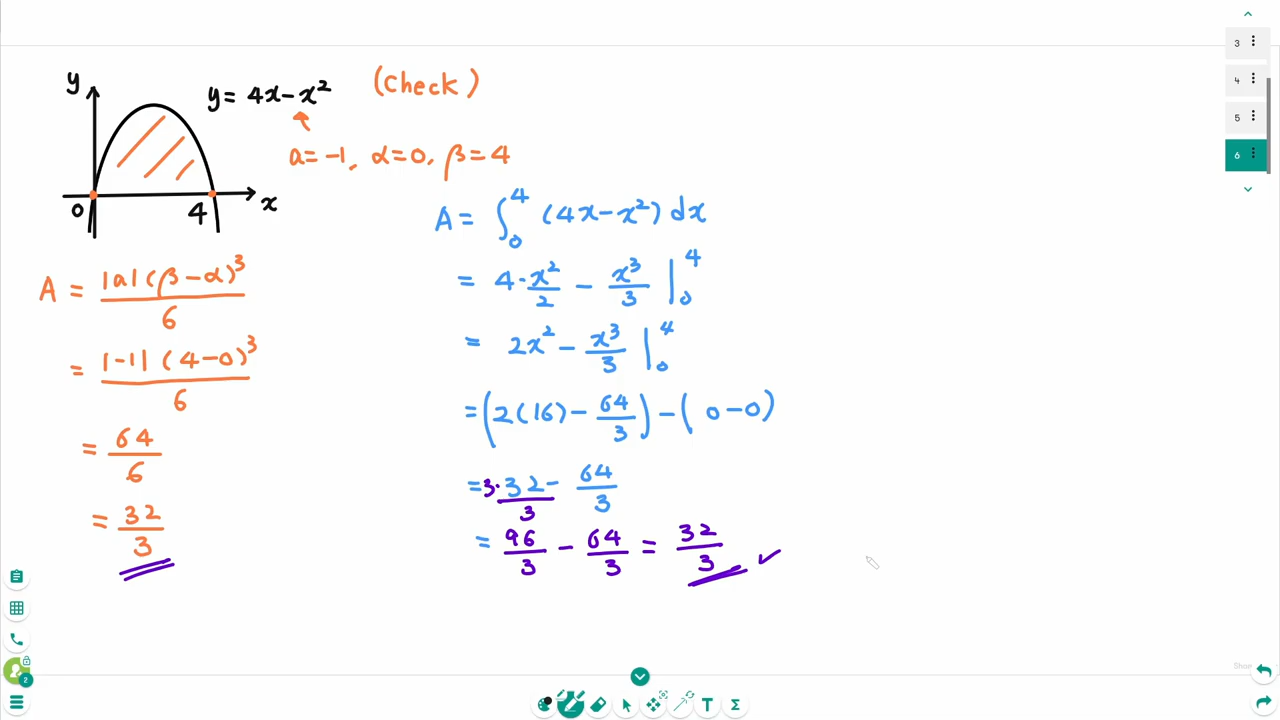 y
y = 4x - x²
(Check)
a = -1, α = 0, β = 4
0
4
x
A = |a| (β - α)³ / 6
= |-1| (4 - 0)³ / 6
= 64/6
= 32/3
A = ∫₀⁴ (4x - x²) dx
= 4 · x²/2 - x³/3 |₀⁴
= 2x² - x³/3 |₀⁴
= (2(16) - 64/3) - (0 - 0)
= 3·32/3 - 64/3
= 96/3 - 64/3 = 32/3 ✓
3
4
5
6
2
T
Σ